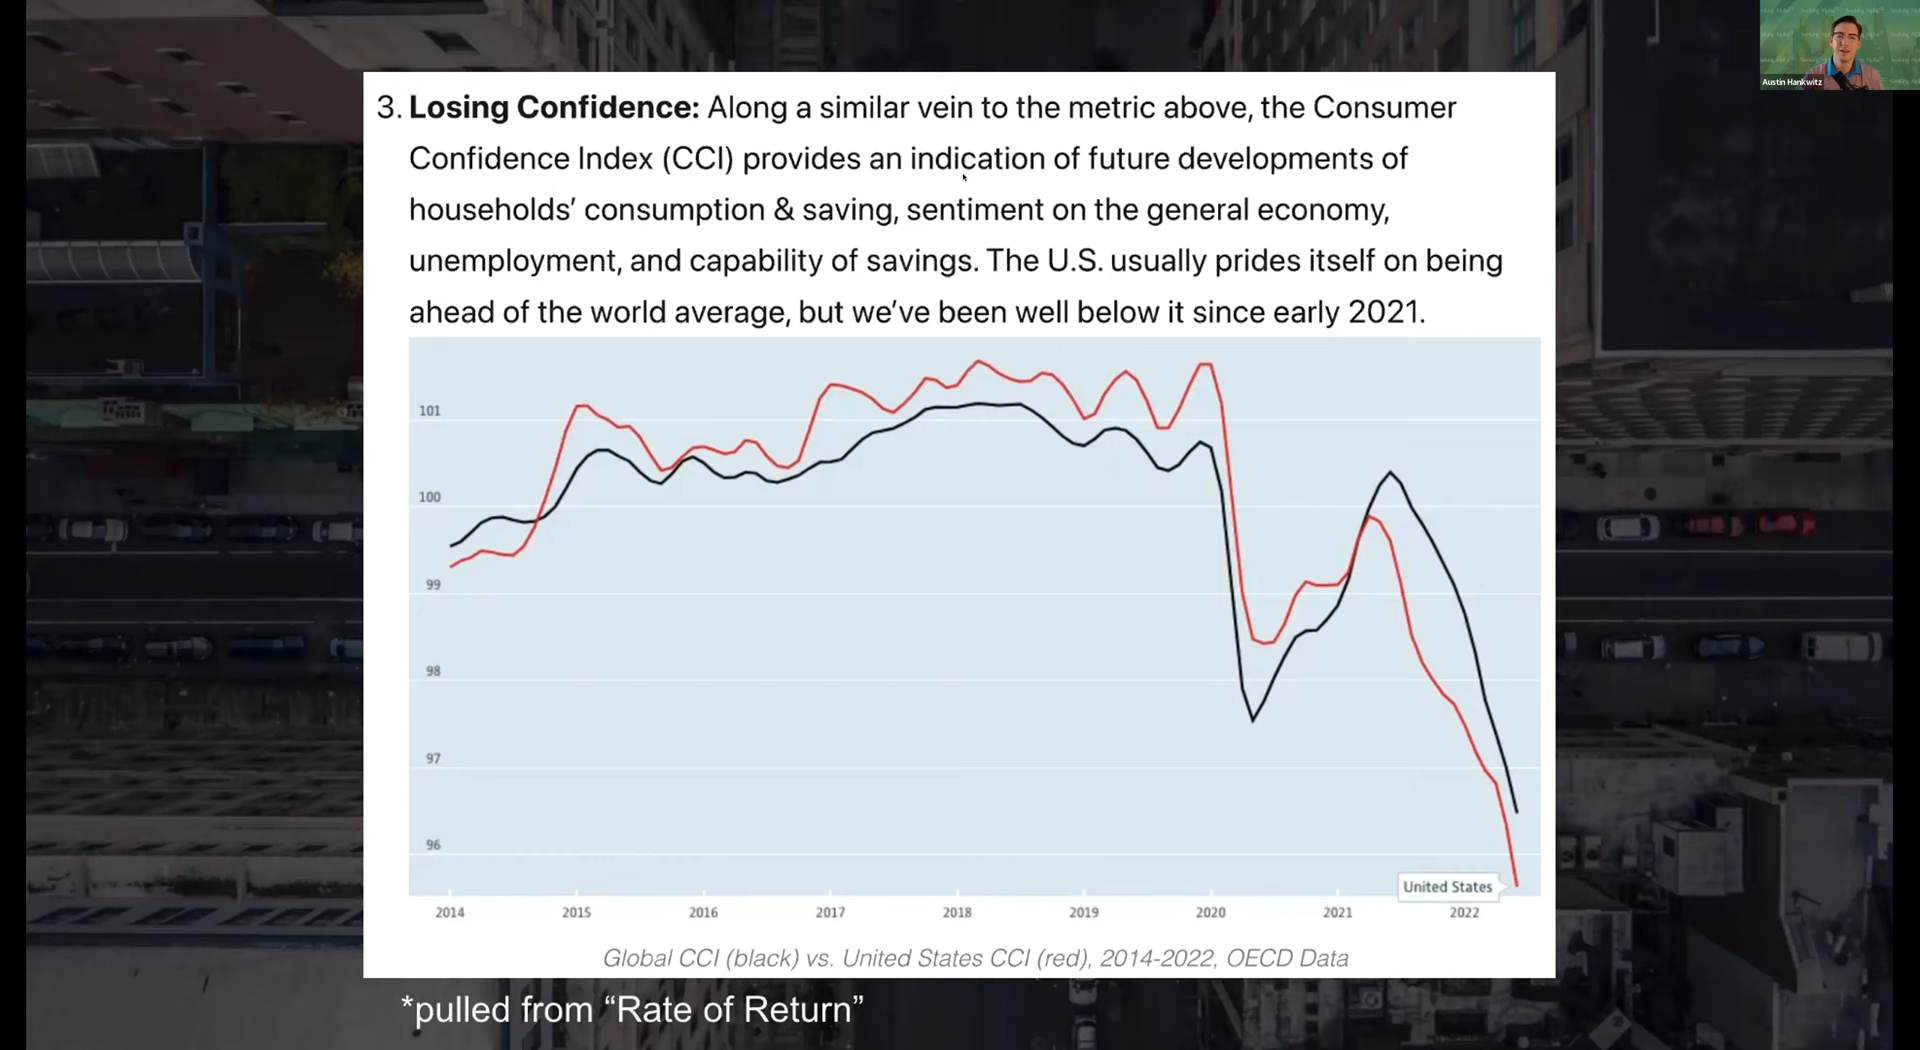 Austin Hankwitz
3. Losing Confidence: Along a similar vein to the metric above, the Consumer
Confidence Index (CCI) provides an indication of future developments of
households’ consumption & saving, sentiment on the general economy,
unemployment, and capability of savings. The U.S. usually prides itself on being
ahead of the world average, but we’ve been well below it since early 2021.
101
100
99
98
97
96
United States
2014 2015 2016 2017 2018 2019 2020 2021 2022
Global CCI (black) vs. United States CCI (red), 2014-2022, OECD Data
*pulled from “Rate of Return”